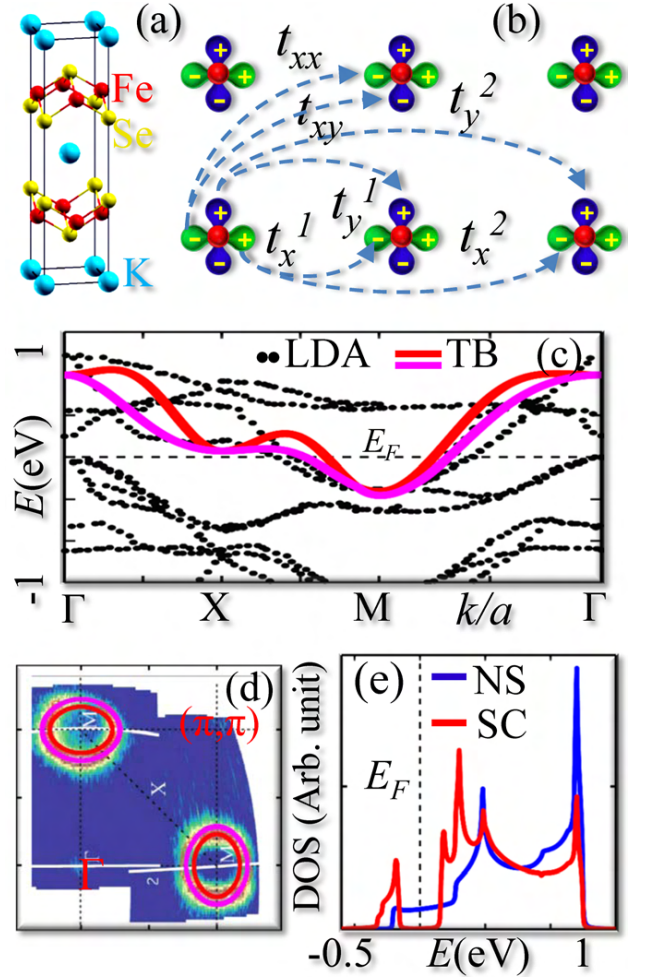 (a)
Fe
Se
K
(b)
+ - + - + - + - + - + -
t_xx
t_xy
t_y^2
+ - + - + - + - + - + -
t_x^1
t_y^1
t_x^2
(c)
1
LDA
TB
E_F
E(eV)
-1
Γ X M k/a Γ
(d)
M
(π,π)
X
Γ
Γ
2
M
(e)
NS
SC
E_F
DOS (Arb. unit)
-0.5 E(eV) 1